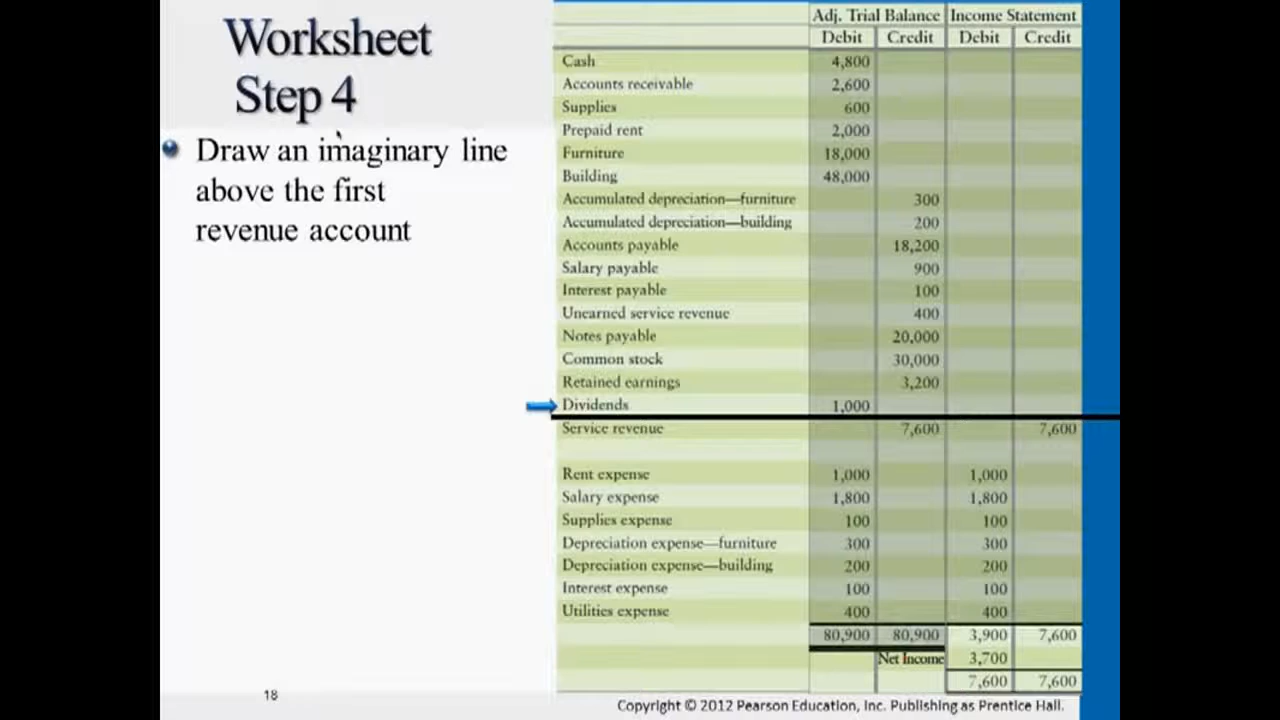 Worksheet
Step 4
Draw an imaginary line
above the first
revenue account
Adj. Trial Balance Income Statement
Debit Credit Debit Credit
Cash 4,800
Accounts receivable 2,600
Supplies 600
Prepaid rent 2,000
Furniture 18,000
Building 48,000
Accumulated depreciation—furniture 300
Accumulated depreciation—building 200
Accounts payable 18,200
Salary payable 900
Interest payable 100
Unearned service revenue 400
Notes payable 20,000
Common stock 30,000
Retained earnings 3,200
Dividends 1,000
Service revenue 7,600 7,600
Rent expense 1,000 1,000
Salary expense 1,800 1,800
Supplies expense 100 100
Depreciation expense—furniture 300 300
Depreciation expense—building 200 200
Interest expense 100 100
Utilities expense 400 400
80,900 80,900 3,900 7,600
Net Income 3,700
7,600 7,600
18
Copyright © 2012 Pearson Education, Inc. Publishing as Prentice Hall.